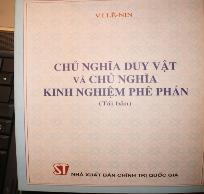 V.I.LÊ-NIN
CHỦ NGHĨA DUY VẬT
VÀ CHỦ NGHĨA
KINH NGHIỆM PHÊ PHÁN
(Tái bản)
ST NHÀ XUẤT BẢN CHÍNH TRỊ QUỐC GIA